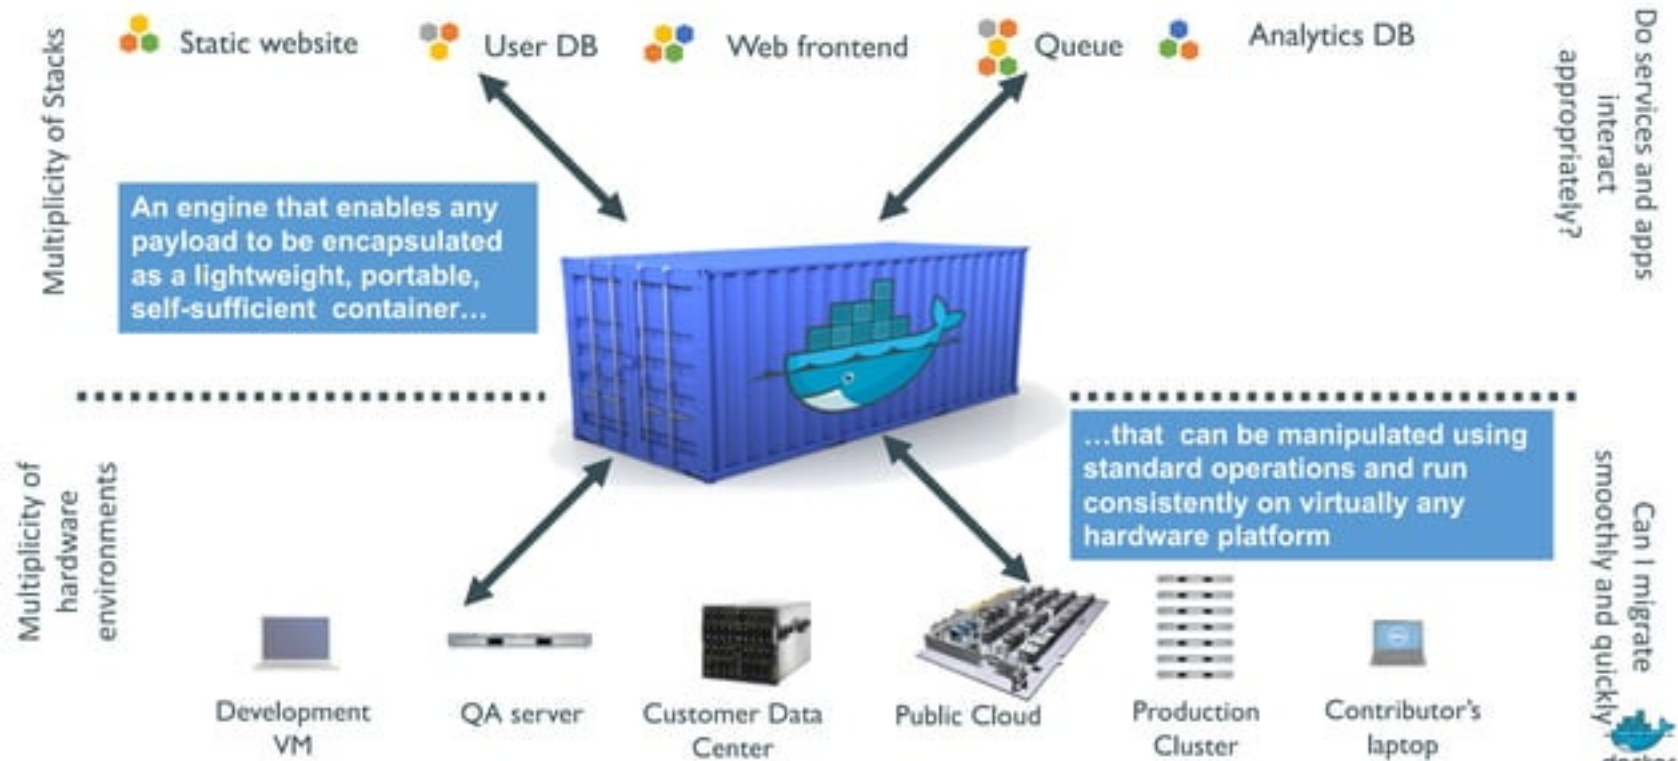 Multiplicity of Stacks
Static website
User DB
Web frontend
Queue
Analytics DB
Do services and apps
interact
appropriately?
An engine that enables any
payload to be encapsulated
as a lightweight, portable,
self-sufficient container...
...that can be manipulated using
standard operations and run
consistently on virtually any
hardware platform
Multiplicity of
hardware
environments
Can I migrate
smoothly and quickly
Development
VM
QA server
Customer Data
Center
Public Cloud
Production
Cluster
Contributor's
laptop